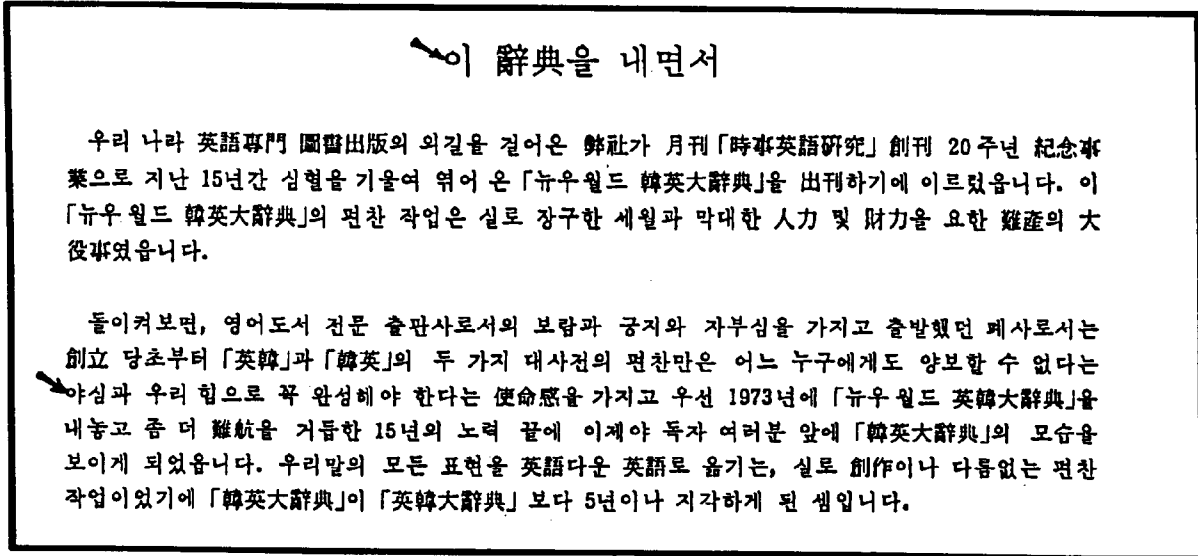 이 辭典을 내면서
우리 나라 英語專門 圖書出版의 외길을 걸어온 弊社가 月刊「時事英語硏究」創刊 20주년 紀念事
業으로 지난 15년간 심혈을 기울여 엮어 온「뉴우월드 韓英大辭典」을 出刊하기에 이르렀읍니다. 이
「뉴우월드 韓英大辭典」의 편찬 작업은 실로 장구한 세월과 막대한 人力 및 財力을 요한 難産의 大
役事였읍니다.
돌이켜보면, 영어도서 전문 출판사로서의 보람과 긍지와 자부심을 가지고 출발했던 폐사로서는
創立 당초부터「英韓」과「韓英」의 두 가지 대사전의 편찬만은 어느 누구에게도 양보할 수 없다는
야심과 우리 힘으로 꼭 완성해야 한다는 使命感을 가지고 우선 1973년에「뉴우월드 英韓大辭典」을
내놓고 좀 더 難航을 거듭한 15년의 노력 끝에 이제야 독자 여러분 앞에「韓英大辭典」의 모습을
보이게 되었읍니다. 우리말의 모든 표현을 英語다운 英語로 옮기는, 실로 創作이나 다름없는 편찬
작업이었기에「韓英大辭典」이「英韓大辭典」보다 5년이나 지각하게 된 셈입니다.